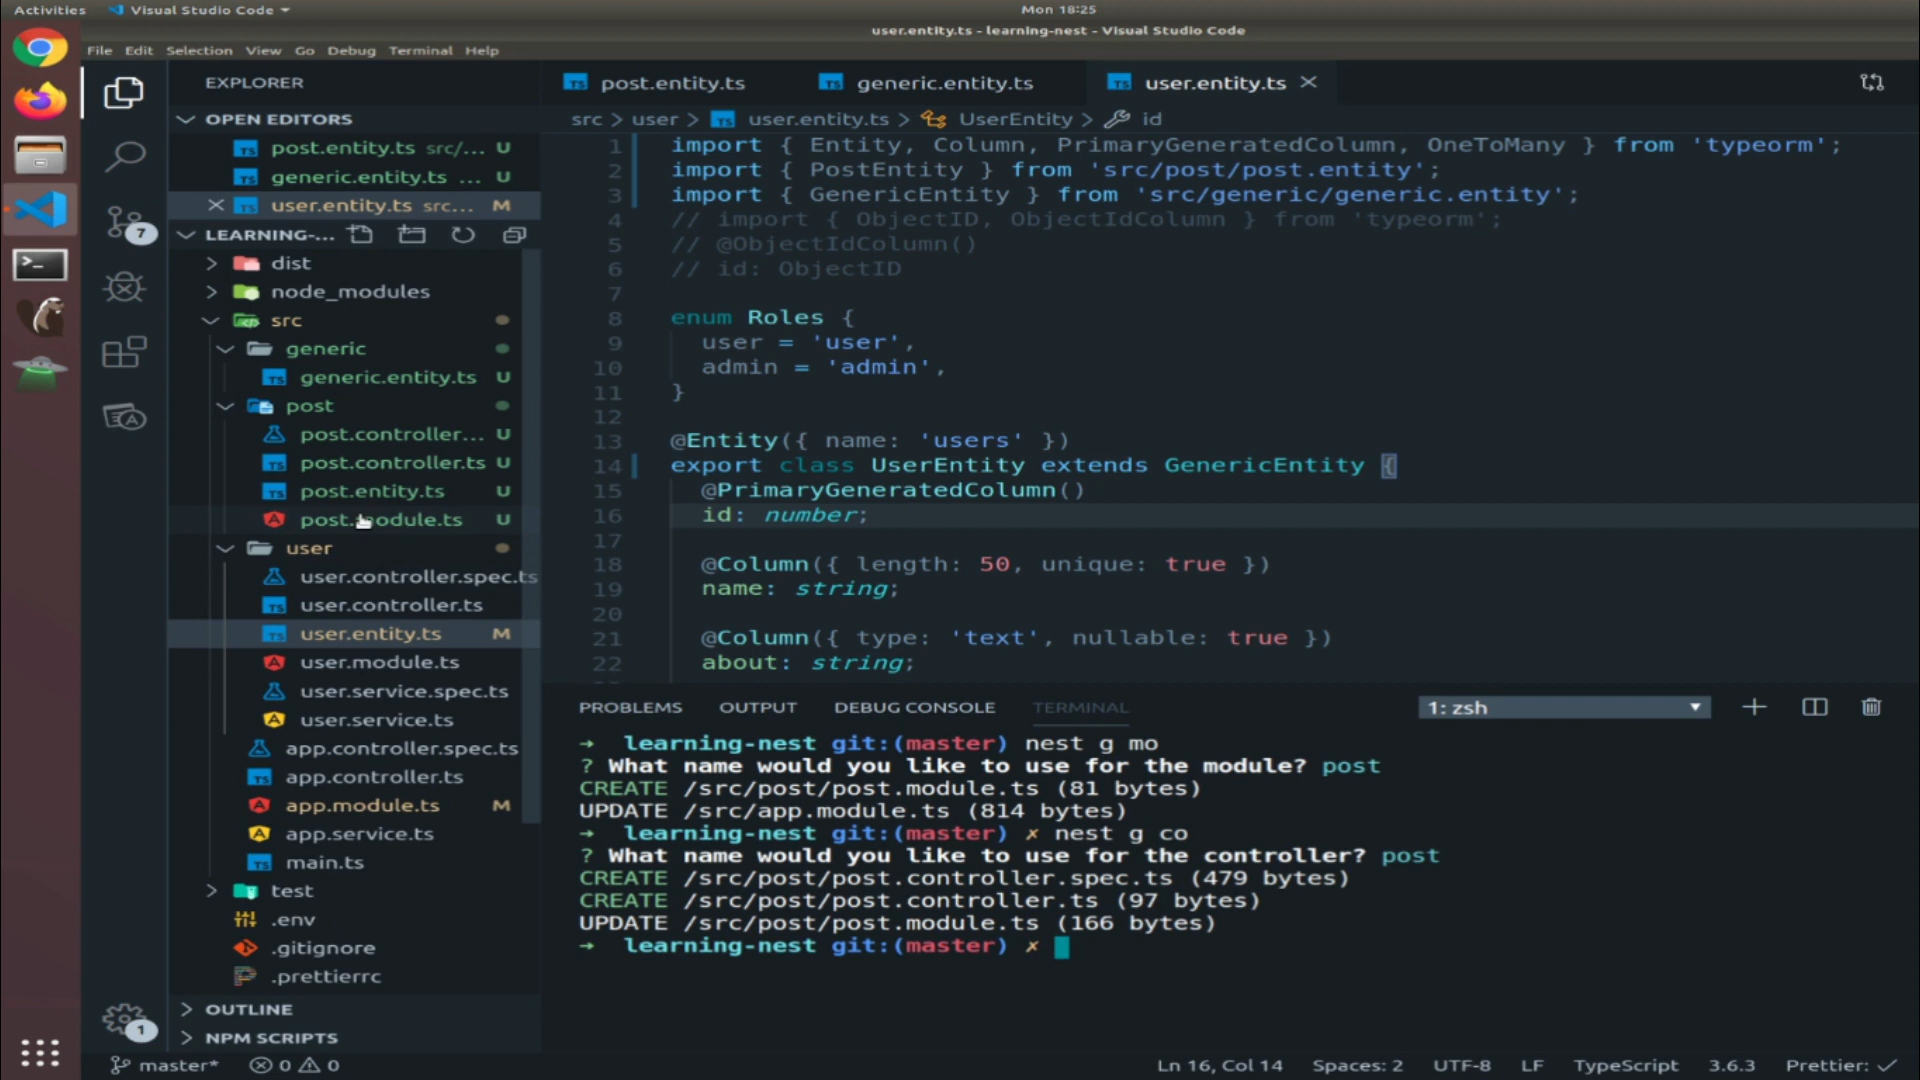 Activities Visual Studio Code Mon 18:25
user.entity.ts - learning-nest - Visual Studio Code
File Edit Selection View Go Debug Terminal Help
EXPLORER
OPEN EDITORS
post.entity.ts src/... U
generic.entity.ts ... U
user.entity.ts src... M
LEARNING-...
dist
node_modules
src
generic
generic.entity.ts U
post
post.controller... U
post.controller.ts U
post.entity.ts U
post.module.ts U
user
user.controller.spec.ts
user.controller.ts
user.entity.ts M
user.module.ts
user.service.spec.ts
user.service.ts
app.controller.spec.ts
app.controller.ts
app.module.ts M
app.service.ts
main.ts
test
.env
.gitignore
.prettierrc
OUTLINE
NPM SCRIPTS
7
1
post.entity.ts generic.entity.ts user.entity.ts
src > user > user.entity.ts > UserEntity > id
1 import { Entity, Column, PrimaryGeneratedColumn, OneToMany } from 'typeorm';
2 import { PostEntity } from 'src/post/post.entity';
3 import { GenericEntity } from 'src/generic/generic.entity';
4 // import { ObjectID, ObjectIdColumn } from 'typeorm';
5 // @ObjectIdColumn()
6 // id: ObjectID
7
8 enum Roles {
9 user = 'user',
10 admin = 'admin',
11 }
12
13 @Entity({ name: 'users' })
14 export class UserEntity extends GenericEntity {
15 @PrimaryGeneratedColumn()
16 id: number;
17
18 @Column({ length: 50, unique: true })
19 name: string;
20
21 @Column({ type: 'text', nullable: true })
22 about: string;
PROBLEMS OUTPUT DEBUG CONSOLE TERMINAL 1: zsh
→ learning-nest git:(master) nest g mo
? What name would you like to use for the module? post
CREATE /src/post/post.module.ts (81 bytes)
UPDATE /src/app.module.ts (814 bytes)
→ learning-nest git:(master) ✗ nest g co
? What name would you like to use for the controller? post
CREATE /src/post/post.controller.spec.ts (479 bytes)
CREATE /src/post/post.controller.ts (97 bytes)
UPDATE /src/post/post.module.ts (166 bytes)
→ learning-nest git:(master) ✗
master* 0 0 Ln 16, Col 14 Spaces: 2 UTF-8 LF TypeScript 3.6.3 Prettier: ✓